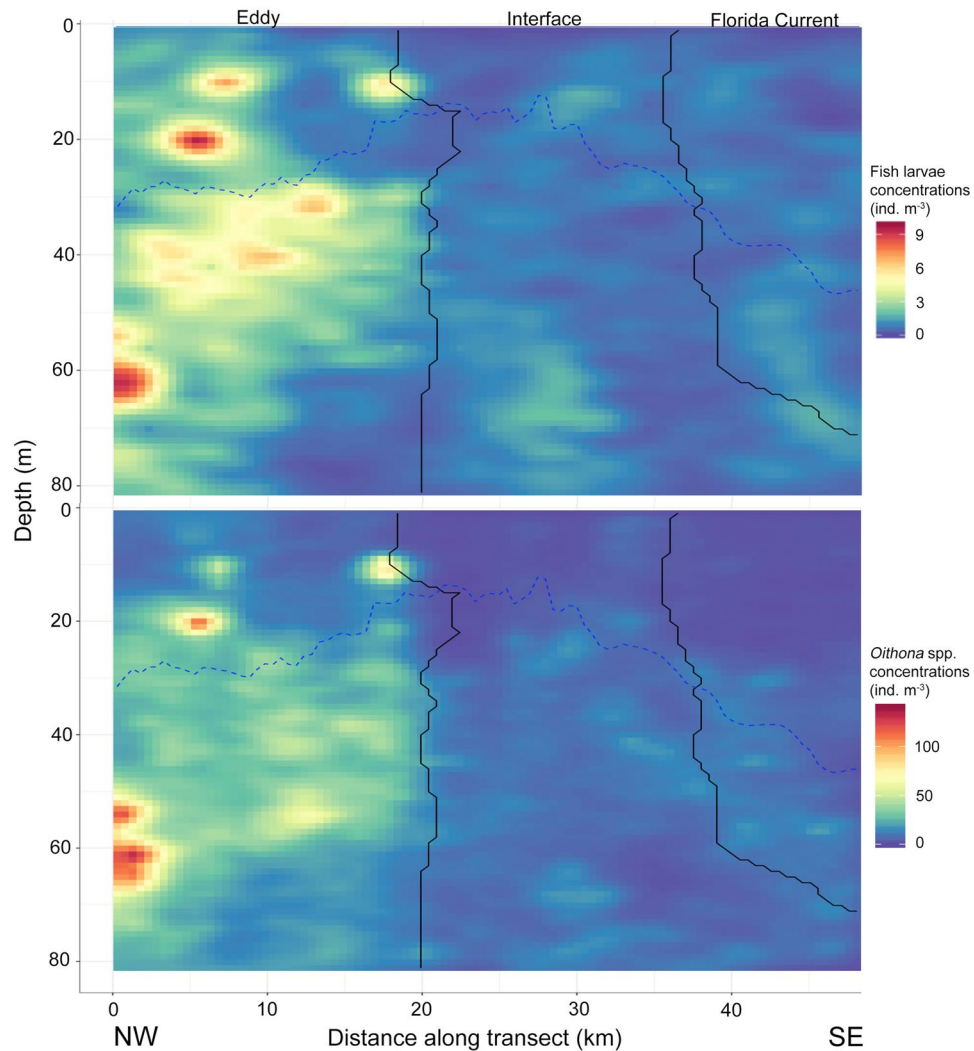 Eddy Interface Florida Current
0
20
40
60
80
Fish larvae
concentrations
(ind. m-3)
9
6
3
0
Depth (m)
0
20
40
60
80
Oithona spp.
concentrations
(ind. m-3)
100
50
0
0 10 20 30 40
NW Distance along transect (km) SE